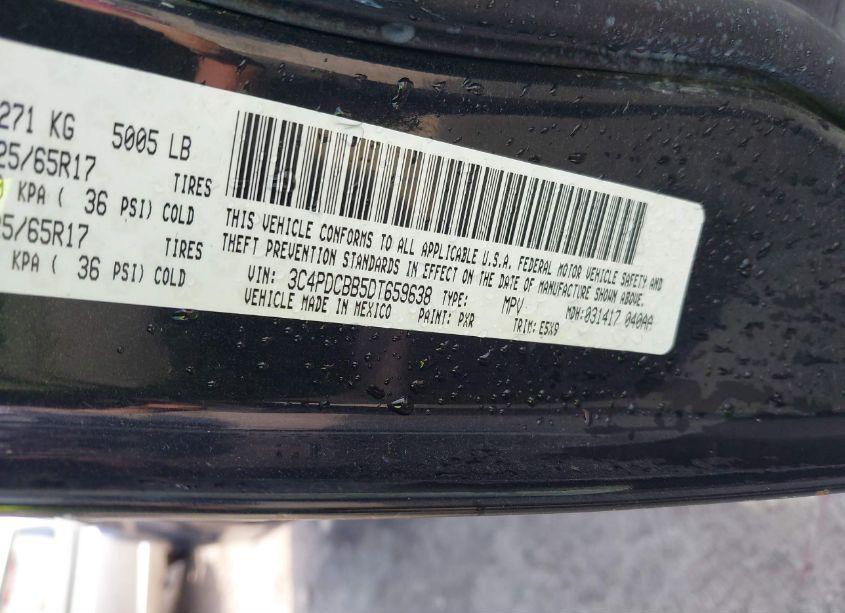 271 KG 5005 LB
25/65R17 TIRES
KPA ( 36 PSI) COLD
25/65R17 TIRES
KPA ( 36 PSI) COLD
THIS VEHICLE CONFORMS TO ALL APPLICABLE U.S.A. FEDERAL MOTOR VEHICLE SAFETY AND
THEFT PREVENTION STANDARDS IN EFFECT ON THE DATE OF MANUFACTURE SHOWN ABOVE.
VIN: 3C4PDCBB5DT659638 TYPE: MPV MDH:031417 040AA
VEHICLE MADE IN MEXICO PAINT: PXR TRIM: E5X9